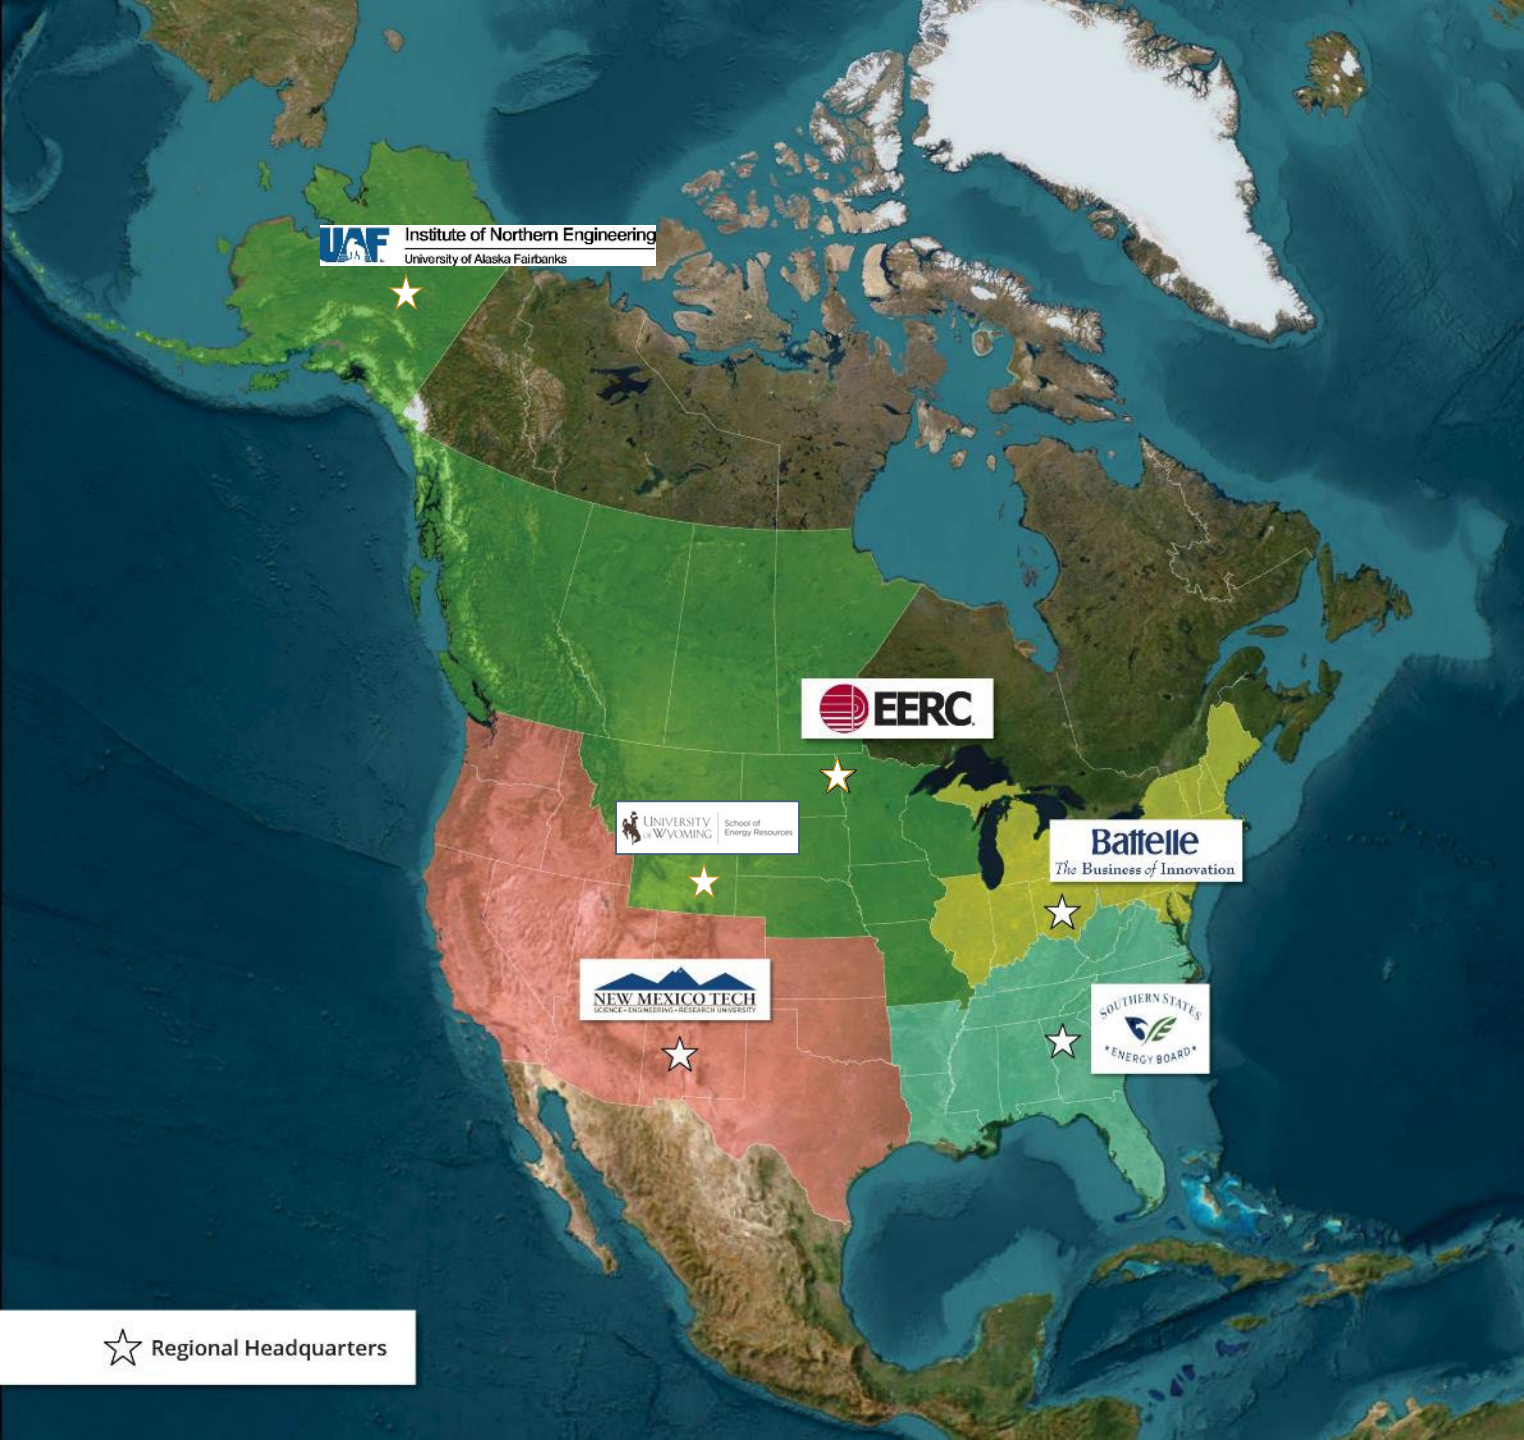 UAF
Institute of Northern Engineering
University of Alaska Fairbanks
EERC
UNIVERSITY
OF WYOMING
School of
Energy Resources
Battelle
The Business of Innovation
NEW MEXICO TECH
SCIENCE • ENGINEERING • RESEARCH UNIVERSITY
SOUTHERN STATES
• ENERGY BOARD •
Regional Headquarters